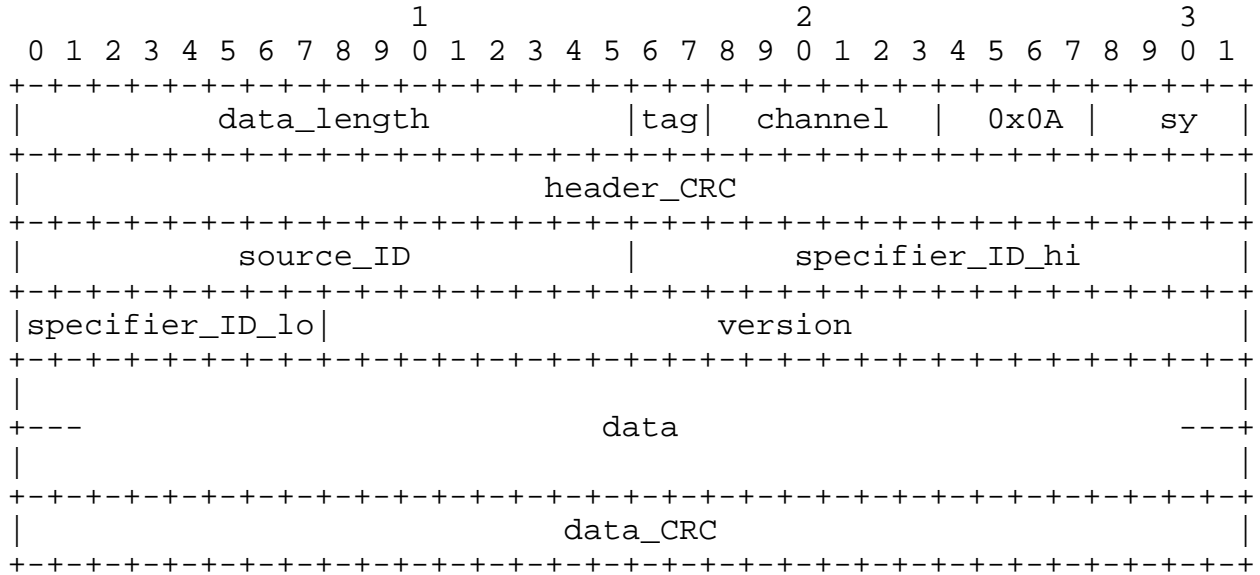 1                   2                   3
 0 1 2 3 4 5 6 7 8 9 0 1 2 3 4 5 6 7 8 9 0 1 2 3 4 5 6 7 8 9 0 1
+-+-+-+-+-+-+-+-+-+-+-+-+-+-+-+-+-+-+-+-+-+-+-+-+-+-+-+-+-+-+-+-+
|          data_length          |tag|  channel  |  0x0A |   sy  |
+-+-+-+-+-+-+-+-+-+-+-+-+-+-+-+-+-+-+-+-+-+-+-+-+-+-+-+-+-+-+-+-+
|                           header_CRC                          |
+-+-+-+-+-+-+-+-+-+-+-+-+-+-+-+-+-+-+-+-+-+-+-+-+-+-+-+-+-+-+-+-+
|           source_ID           |        specifier_ID_hi        |
+-+-+-+-+-+-+-+-+-+-+-+-+-+-+-+-+-+-+-+-+-+-+-+-+-+-+-+-+-+-+-+-+
|specifier_ID_lo|                    version                    |
+-+-+-+-+-+-+-+-+-+-+-+-+-+-+-+-+-+-+-+-+-+-+-+-+-+-+-+-+-+-+-+-+
|                                                               |
+---                           data                          ---+
|                                                               |
+-+-+-+-+-+-+-+-+-+-+-+-+-+-+-+-+-+-+-+-+-+-+-+-+-+-+-+-+-+-+-+-+
|                            data_CRC                           |
+-+-+-+-+-+-+-+-+-+-+-+-+-+-+-+-+-+-+-+-+-+-+-+-+-+-+-+-+-+-+-+-+